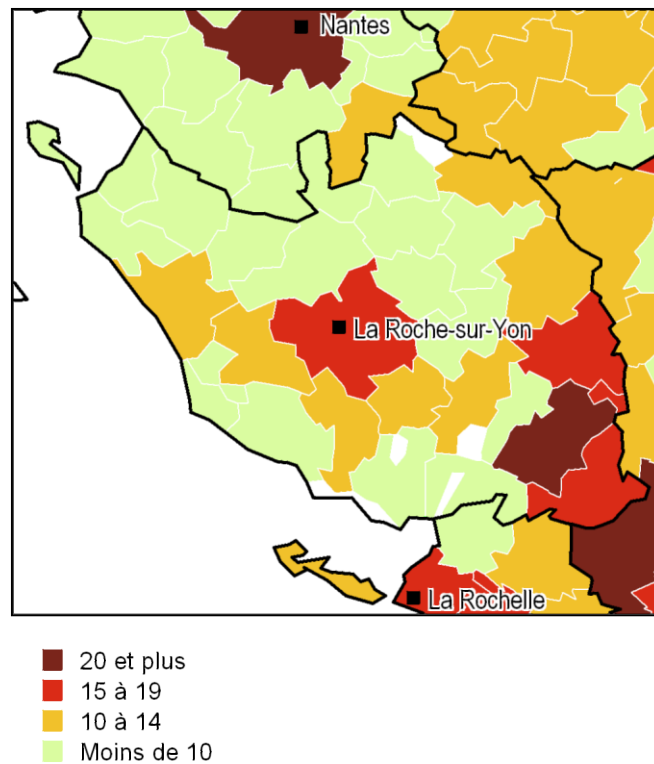 Nantes
La Roche-sur-Yon
La Rochelle
20 et plus
15 à 19
10 à 14
Moins de 10